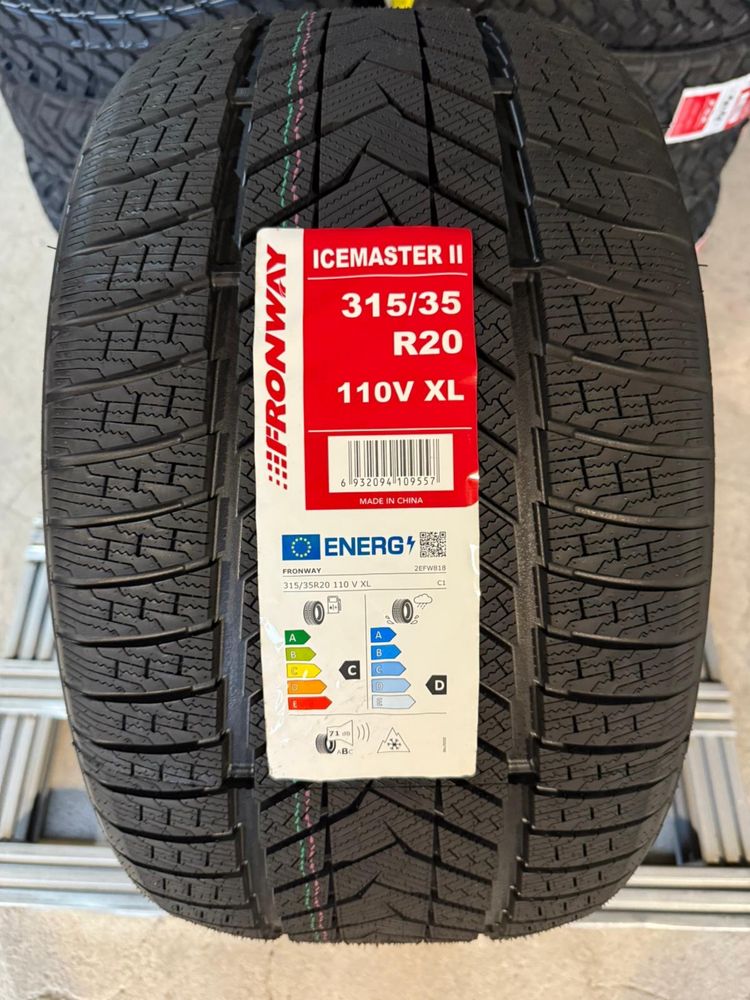 FRONWAY
ICEMASTER II
315/35
R20
110V XL
6 932094 109557
MADE IN CHINA
ENERG
FRONWAY 2EFW818
315/35R20 110 V XL C1
A A
B B
C C C
D D D
E E
71 dB
ABC